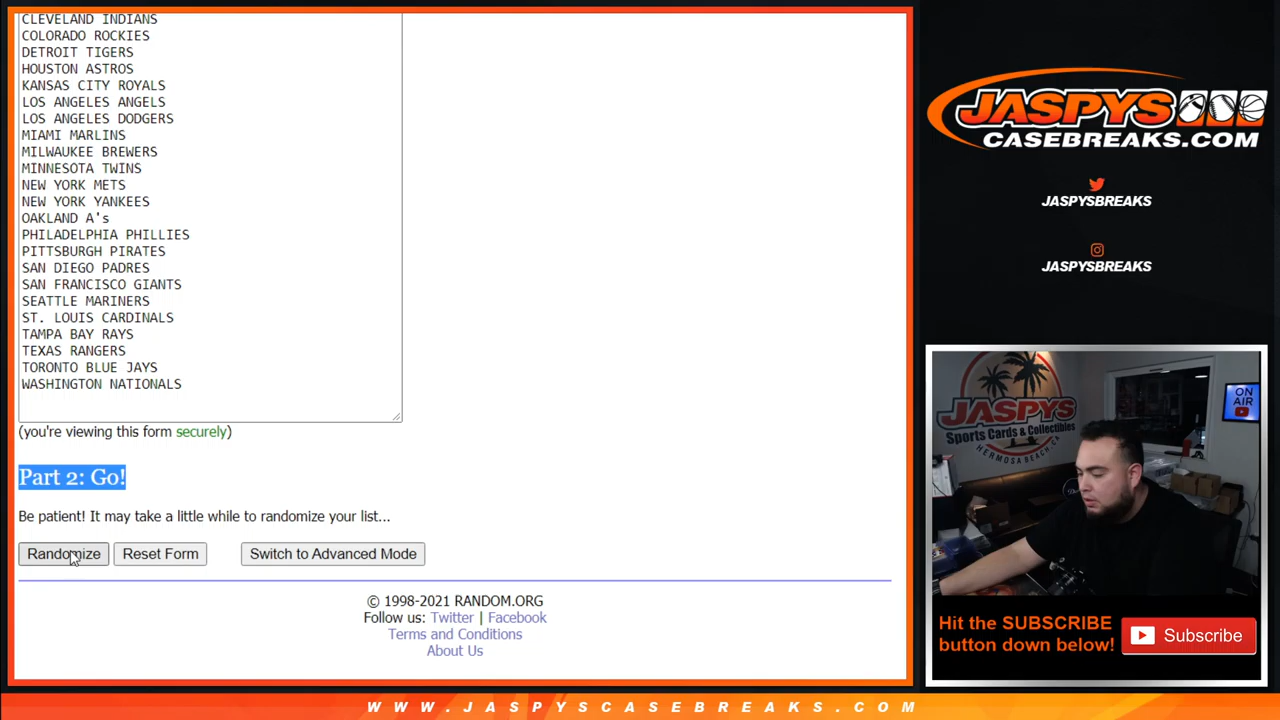 CLEVELAND INDIANS
COLORADO ROCKIES
DETROIT TIGERS
HOUSTON ASTROS
KANSAS CITY ROYALS
LOS ANGELES ANGELS
LOS ANGELES DODGERS
MIAMI MARLINS
MILWAUKEE BREWERS
MINNESOTA TWINS
NEW YORK METS
NEW YORK YANKEES
OAKLAND A's
PHILADELPHIA PHILLIES
PITTSBURGH PIRATES
SAN DIEGO PADRES
SAN FRANCISCO GIANTS
SEATTLE MARINERS
ST. LOUIS CARDINALS
TAMPA BAY RAYS
TEXAS RANGERS
TORONTO BLUE JAYS
WASHINGTON NATIONALS
(you're viewing this form securely)
Part 2: Go!
Be patient! It may take a little while to randomize your list...
Randomize Reset Form Switch to Advanced Mode
© 1998-2021 RANDOM.ORG
Follow us: Twitter | Facebook
Terms and Conditions
About Us
JASPYS
CASEBREAKS.COM
JASPYSBREAKS
JASPYSBREAKS
JASPYS
Sports Cards & Collectibles
HERMOSA BEACH, CA
ON
AIR
Hit the SUBSCRIBE
button down below!
Subscribe
WWW.JASPYSCASEBREAKS.COM